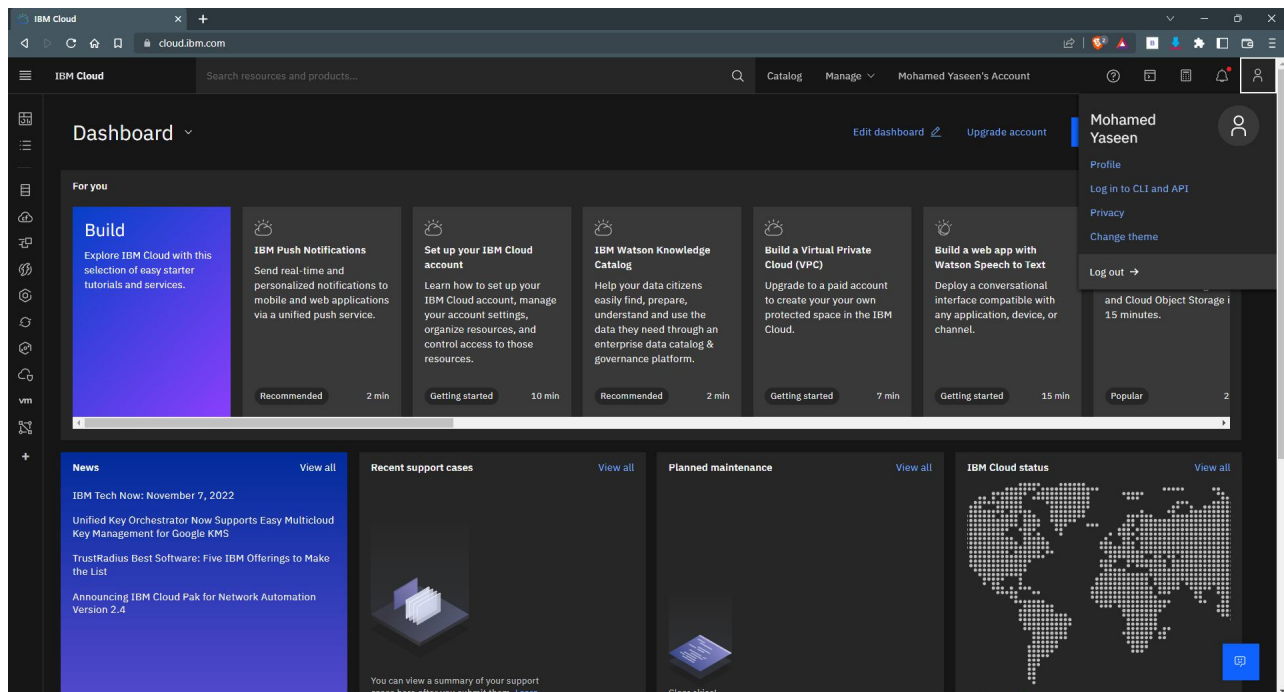 IBM Cloud
cloud.ibm.com
2
IBM Cloud
Search resources and products...
Catalog
Manage
Mohamed Yaseen's Account
Dashboard
Edit dashboard
Upgrade account
Mohamed
Yaseen
Profile
Log in to CLI and API
Privacy
Change theme
Log out →
For you
Build
Explore IBM Cloud with this
selection of easy starter
tutorials and services.
IBM Push Notifications
Send real-time and
personalized notifications to
mobile and web applications
via a unified push service.
Recommended
2 min
Set up your IBM Cloud
account
Learn how to set up your
IBM Cloud account, manage
your account settings,
organize resources, and
control access to those
resources.
Getting started
10 min
IBM Watson Knowledge
Catalog
Help your data citizens
easily find, prepare,
understand and use the
data they need through an
enterprise data catalog &
governance platform.
Recommended
2 min
Build a Virtual Private
Cloud (VPC)
Upgrade to a paid account
to create your your own
protected space in the IBM
Cloud.
Getting started
7 min
Build a web app with
Watson Speech to Text
Deploy a conversational
interface compatible with
any application, device, or
channel.
Getting started
15 min
and Cloud Object Storage i
15 minutes.
Popular
2
vm
News
View all
IBM Tech Now: November 7, 2022
Unified Key Orchestrator Now Supports Easy Multicloud
Key Management for Google KMS
TrustRadius Best Software: Five IBM Offerings to Make
the List
Announcing IBM Cloud Pak for Network Automation
Version 2.4
Recent support cases
View all
You can view a summary of your support
Planned maintenance
View all
IBM Cloud status
View all